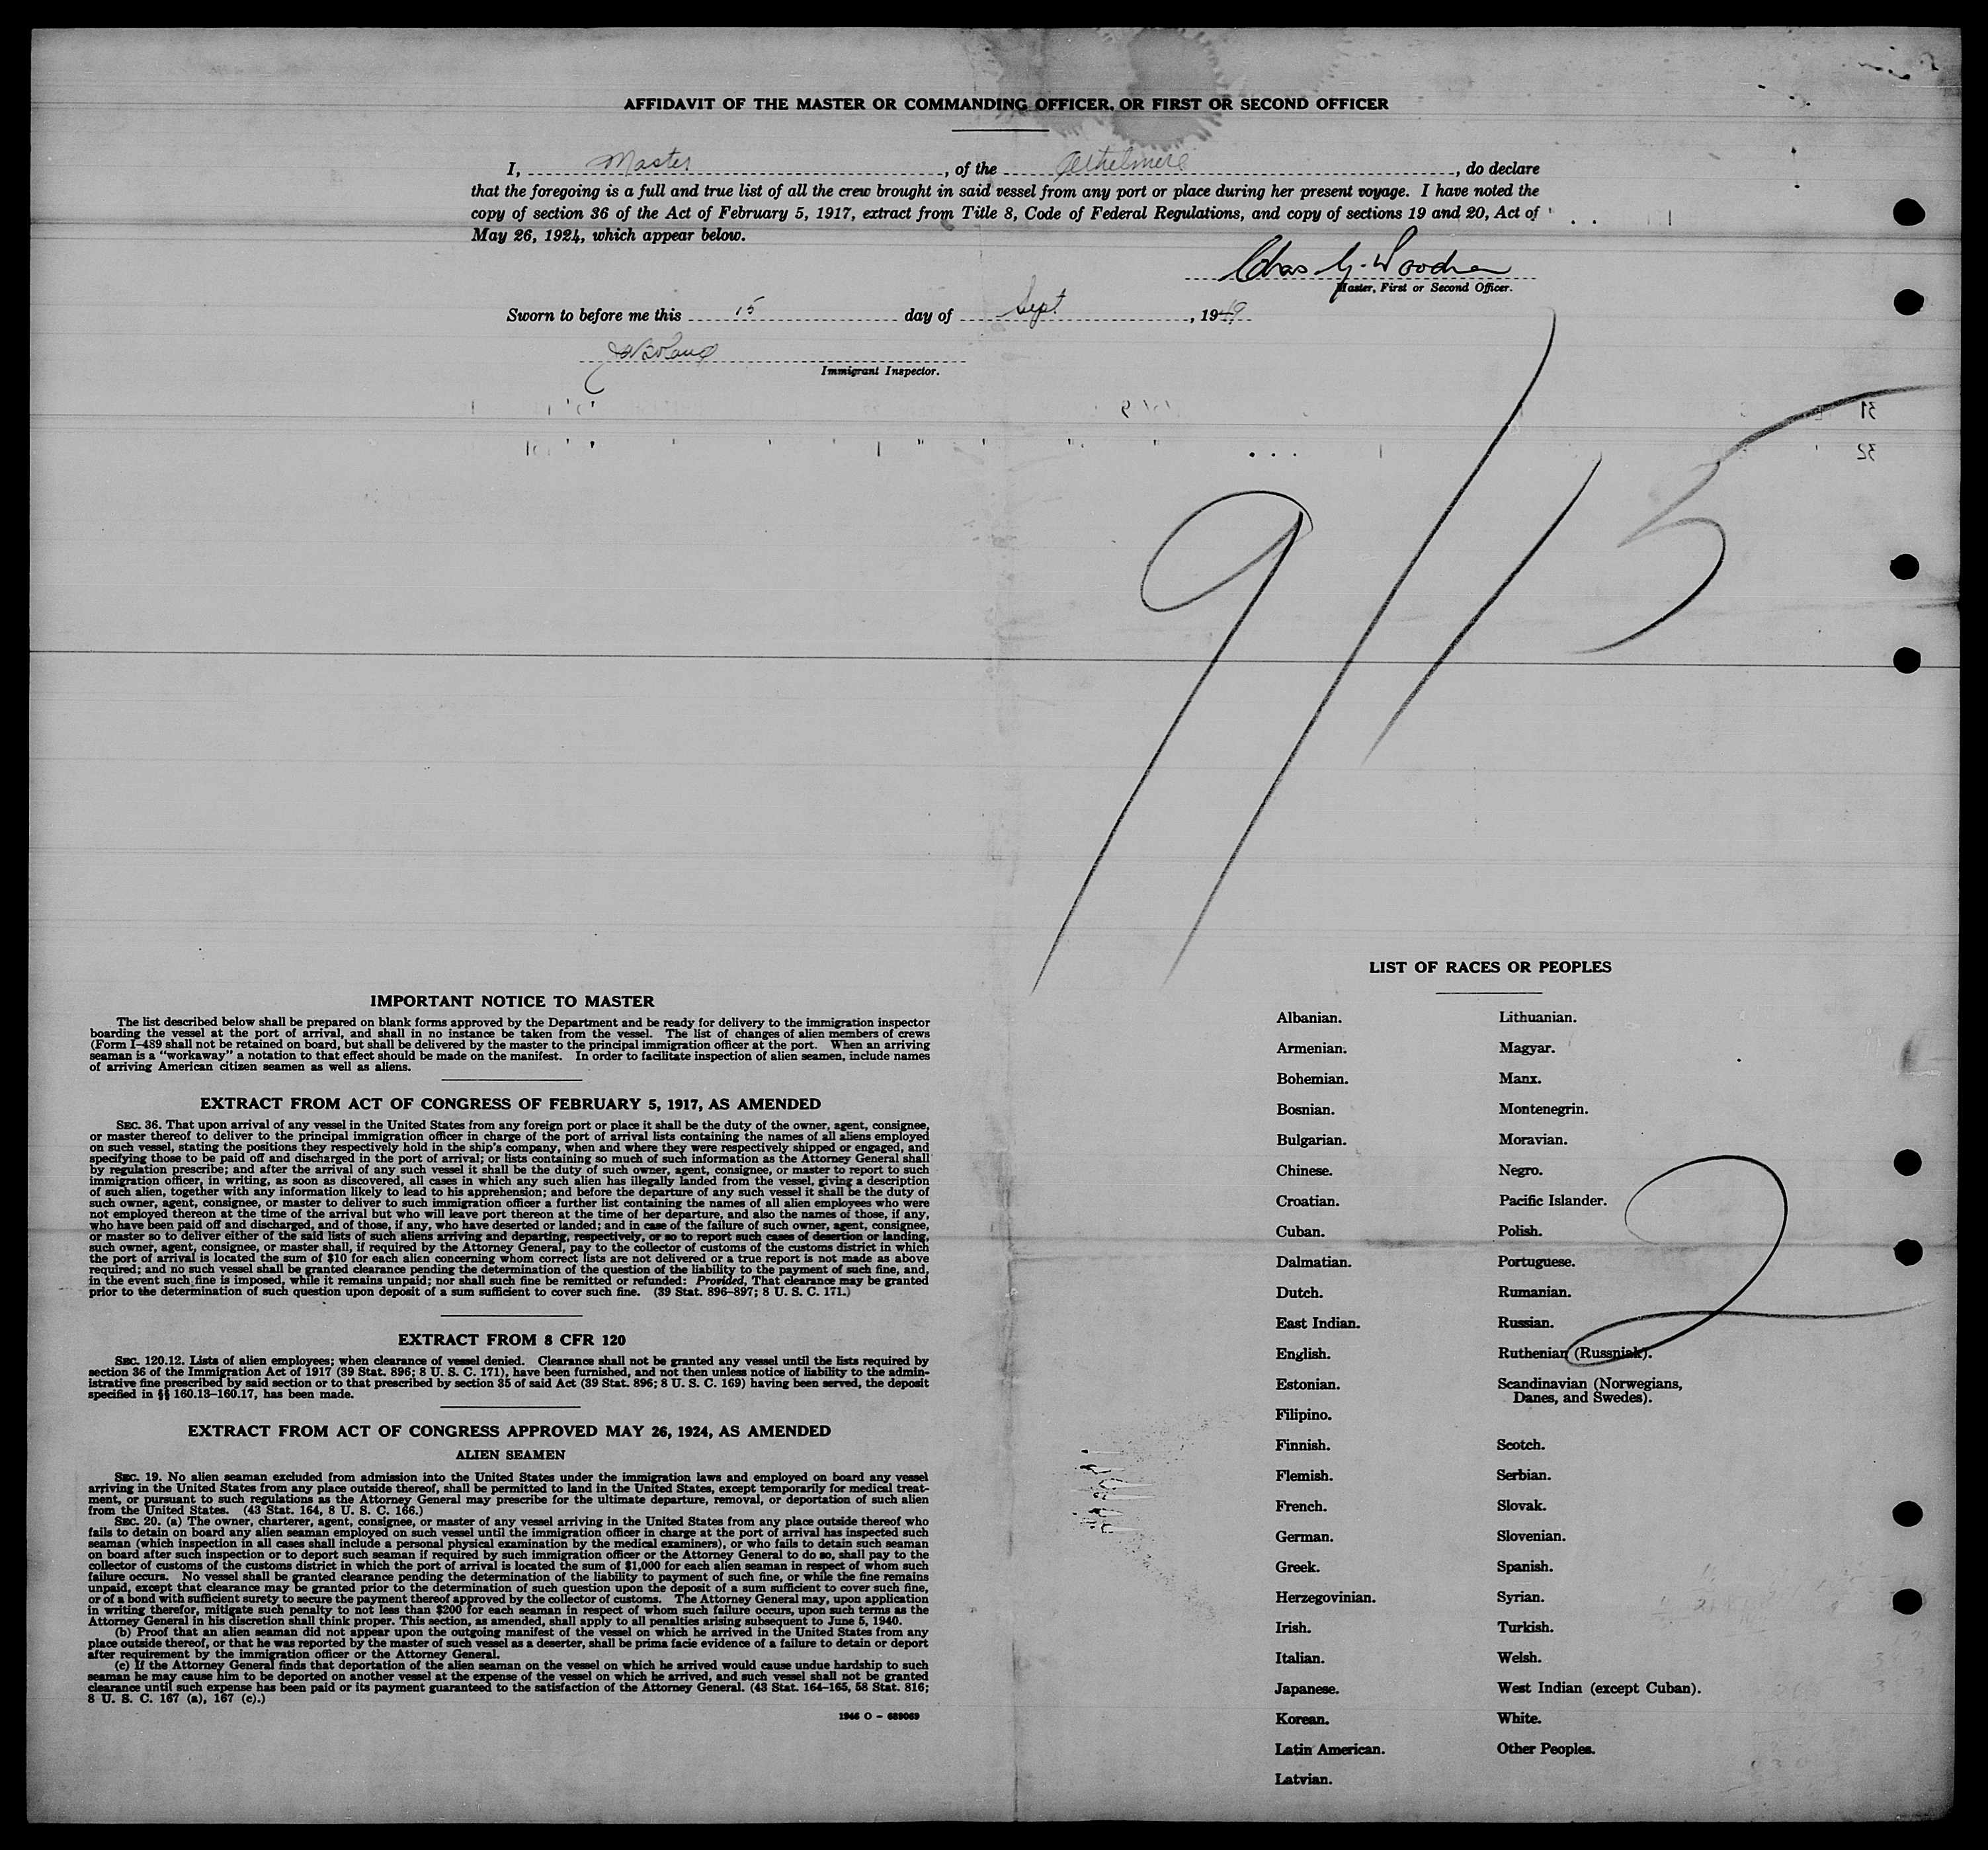 AFFIDAVIT OF THE MASTER OR COMMANDING OFFICER, OR FIRST OR SECOND OFFICER
I, Master, of the , do declare
that the foregoing is a full and true list of all the crew brought in said vessel from any port or place during her present voyage. I have noted the
copy of section 36 of the Act of February 5, 1917, extract from Title 8, Code of Federal Regulations, and copy of sections 19 and 20, Act of
May 26, 1924, which appear below.
Chas G.
Master, First or Second Officer.
Sworn to before me this 15 day of Sept, 1949
Immigrant Inspector.
31
32
9/15
IMPORTANT NOTICE TO MASTER
The list described below shall be prepared on blank forms approved by the Department and be ready for delivery to the immigration inspector
boarding the vessel at the port of arrival, and shall in no instance be taken from the vessel. The list of changes of alien members of crews
(Form I-489 shall not be retained on board, but shall be delivered by the master to the principal immigration officer at the port. When an arriving
seaman is a "workaway" a notation to that effect should be made on the manifest. In order to facilitate inspection of alien seamen, include names
of arriving American citizen seamen as well as aliens.
EXTRACT FROM ACT OF CONGRESS OF FEBRUARY 5, 1917, AS AMENDED
SEC. 36. That upon arrival of any vessel in the United States from any foreign port or place it shall be the duty of the owner, agent, consignee,
or master thereof to deliver to the principal immigration officer in charge of the port of arrival lists containing the names of all aliens employed
on such vessel, stating the positions they respectively hold in the ship's company, when and where they were respectively shipped or engaged, and
specifying those to be paid off and discharged in the port of arrival; or lists containing so much of such information as the Attorney General shall
by regulation prescribe; and after the arrival of any such vessel it shall be the duty of such owner, agent, consignee, or master to report to such
immigration officer, in writing, as soon as discovered, all cases in which any such alien has illegally landed from the vessel, giving a description
of such alien, together with any information likely to lead to his apprehension; and before the departure of any such vessel it shall be the duty of
such owner, agent, consignee, or master to deliver to such immigration officer a further list containing the names of all alien employees who were
not employed thereon at the time of the arrival but who will leave port thereon at the time of her departure, and also the names of those, if any,
who have been paid off and discharged, and of those, if any, who have deserted or landed; and in case of the failure of such owner, agent, consignee,
or master so to deliver either of the said lists of such aliens arriving and departing, respectively, or so to report such cases of desertion or landing,
such owner, agent, consignee, or master shall, if required by the Attorney General, pay to the collector of customs of the customs district in which
the port of arrival is located the sum of $10 for each alien concerning whom correct lists are not delivered or a true report is not made as above
required; and no such vessel shall be granted clearance pending the determination of the question of the liability to the payment of such fine, and,
in the event such fine is imposed, while it remains unpaid; nor shall such fine be remitted or refunded: Provided, That clearance may be granted
prior to the determination of such question upon deposit of a sum sufficient to cover such fine. (39 Stat. 896-897; 8 U. S. C. 171.)
EXTRACT FROM 8 CFR 120
SEC. 120.12. Lists of alien employees; when clearance of vessel denied. Clearance shall not be granted any vessel until the lists required by
section 36 of the Immigration Act of 1917 (39 Stat. 896; 8 U. S. C. 171), have been furnished, and not then unless notice of liability to the admin-
istrative fine prescribed by said section or to that prescribed by section 35 of said Act (39 Stat. 896; 8 U. S. C. 169) having been served, the deposit
specified in §§ 160.13-160.17, has been made.
EXTRACT FROM ACT OF CONGRESS APPROVED MAY 26, 1924, AS AMENDED
ALIEN SEAMEN
SEC. 19. No alien seaman excluded from admission into the United States under the immigration laws and employed on board any vessel
arriving in the United States from any place outside thereof, shall be permitted to land in the United States, except temporarily for medical treat-
ment, or pursuant to such regulations as the Attorney General may prescribe for the ultimate departure, removal, or deportation of such alien
from the United States. (43 Stat. 164, 8 U. S. C. 166.)
SEC. 20. (a) The owner, charterer, agent, consignee, or master of any vessel arriving in the United States from any place outside thereof who
fails to detain on board any alien seaman employed on such vessel until the immigration officer in charge at the port of arrival has inspected such
seaman (which inspection in all cases shall include a personal physical examination by the medical examiners), or who fails to detain such seaman
on board after such inspection or to deport such seaman if required by such immigration officer or the Attorney General to do so, shall pay to the
collector of customs of the customs district in which the port of arrival is located the sum of $1,000 for each alien seaman in respect of whom such
failure occurs. No vessel shall be granted clearance pending the determination of the liability to payment of such fine, or while the fine remains
unpaid, except that clearance may be granted prior to the determination of such question upon the deposit of a sum sufficient to cover such fine,
or of a bond with sufficient surety to secure the payment thereof approved by the collector of customs. The Attorney General may, upon application
in writing therefor, mitigate such penalty to not less than $200 for each seaman in respect of whom such failure occurs, upon such terms as the
Attorney General in his discretion shall think proper. This section, as amended, shall apply to all penalties arising subsequent to June 5, 1940.
(b) Proof that an alien seaman did not appear upon the outgoing manifest of the vessel on which he arrived in the United States from any
place outside thereof, or that he was reported by the master of such vessel as a deserter, shall be prima facie evidence of a failure to detain or deport
after requirement by the immigration officer or the Attorney General.
(c) If the Attorney General finds that deportation of the alien seaman on the vessel on which he arrived would cause undue hardship to such
seaman he may cause him to be deported on another vessel at the expense of the vessel on which he arrived, and such vessel shall not be granted
clearance until such expense has been paid or its payment guaranteed to the satisfaction of the Attorney General. (43 Stat. 164-165, 58 Stat. 816;
8 U. S. C. 167 (a), 167 (c).)
1946 O - 689069
LIST OF RACES OR PEOPLES
Albanian.
Armenian.
Bohemian.
Bosnian.
Bulgarian.
Chinese.
Croatian.
Cuban.
Dalmatian.
Dutch.
East Indian.
English.
Estonian.
Filipino.
Finnish.
Flemish.
French.
German.
Greek.
Herzegovinian.
Irish.
Italian.
Japanese.
Korean.
Latin American.
Latvian.
Lithuanian.
Magyar.
Manx.
Montenegrin.
Moravian.
Negro.
Pacific Islander.
Polish.
Portuguese.
Rumanian.
Russian.
Ruthenian (Russniak).
Scandinavian (Norwegians,
Danes, and Swedes).
Scotch.
Serbian.
Slovak.
Slovenian.
Spanish.
Syrian.
Turkish.
Welsh.
West Indian (except Cuban).
White.
Other Peoples.
2